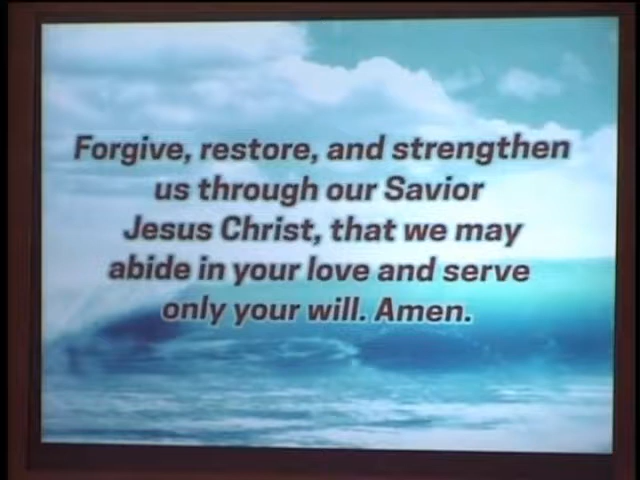 Forgive, restore, and strengthen
us through our Savior
Jesus Christ, that we may
abide in your love and serve
only your will. Amen.